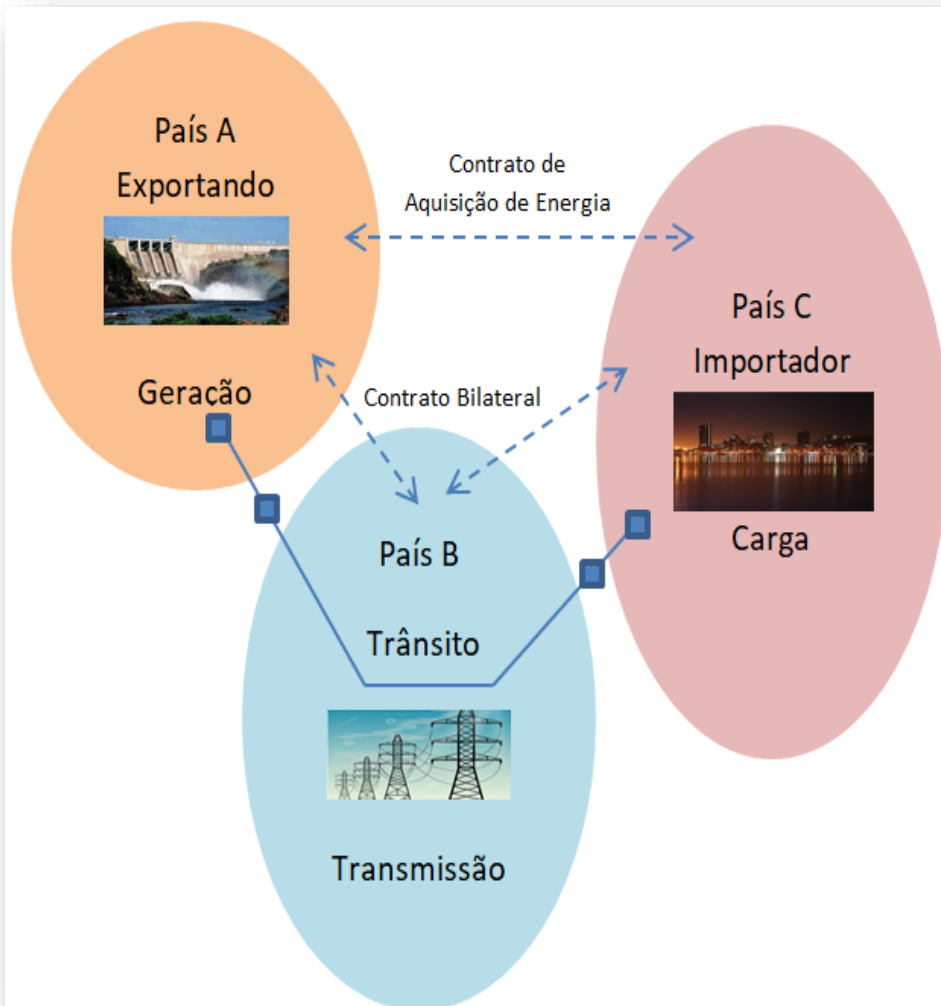 País A
Exportando
Geração
Contrato de
Aquisição de Energia
País C
Importador
Carga
Contrato Bilateral
País B
Trânsito
Transmissão